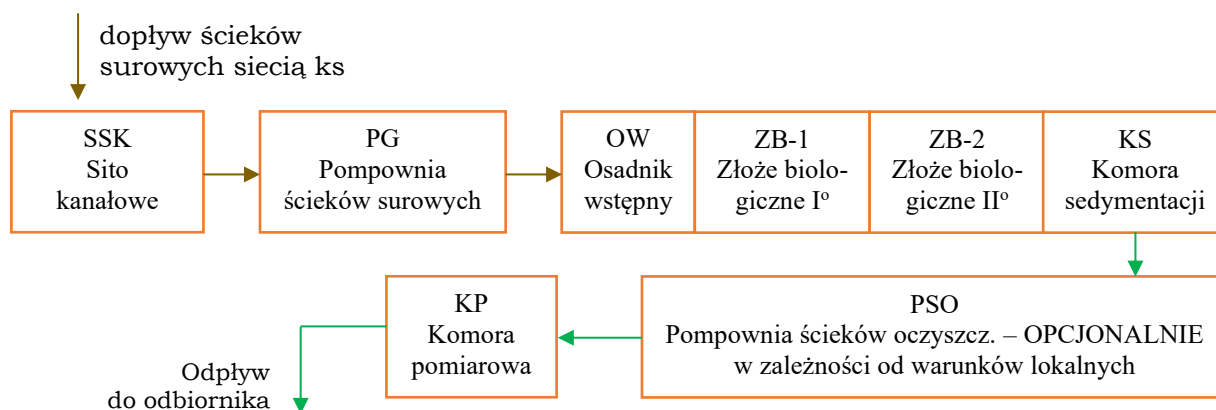 dopływ ścieków
surowych siecią ks
SSK
Sito
kanałowe
PG
Pompownia
ścieków surowych
OW
Osadnik
wstępny
ZB-1
Złoże biolo-
giczne Iº
ZB-2
Złoże biolo-
giczne IIº
KS
Komora
sedymentacji
PSO
Pompownia ścieków oczyszcz. – OPCJONALNIE
w zależności od warunków lokalnych
KP
Komora
pomiarowa
Odpływ
do odbiornika